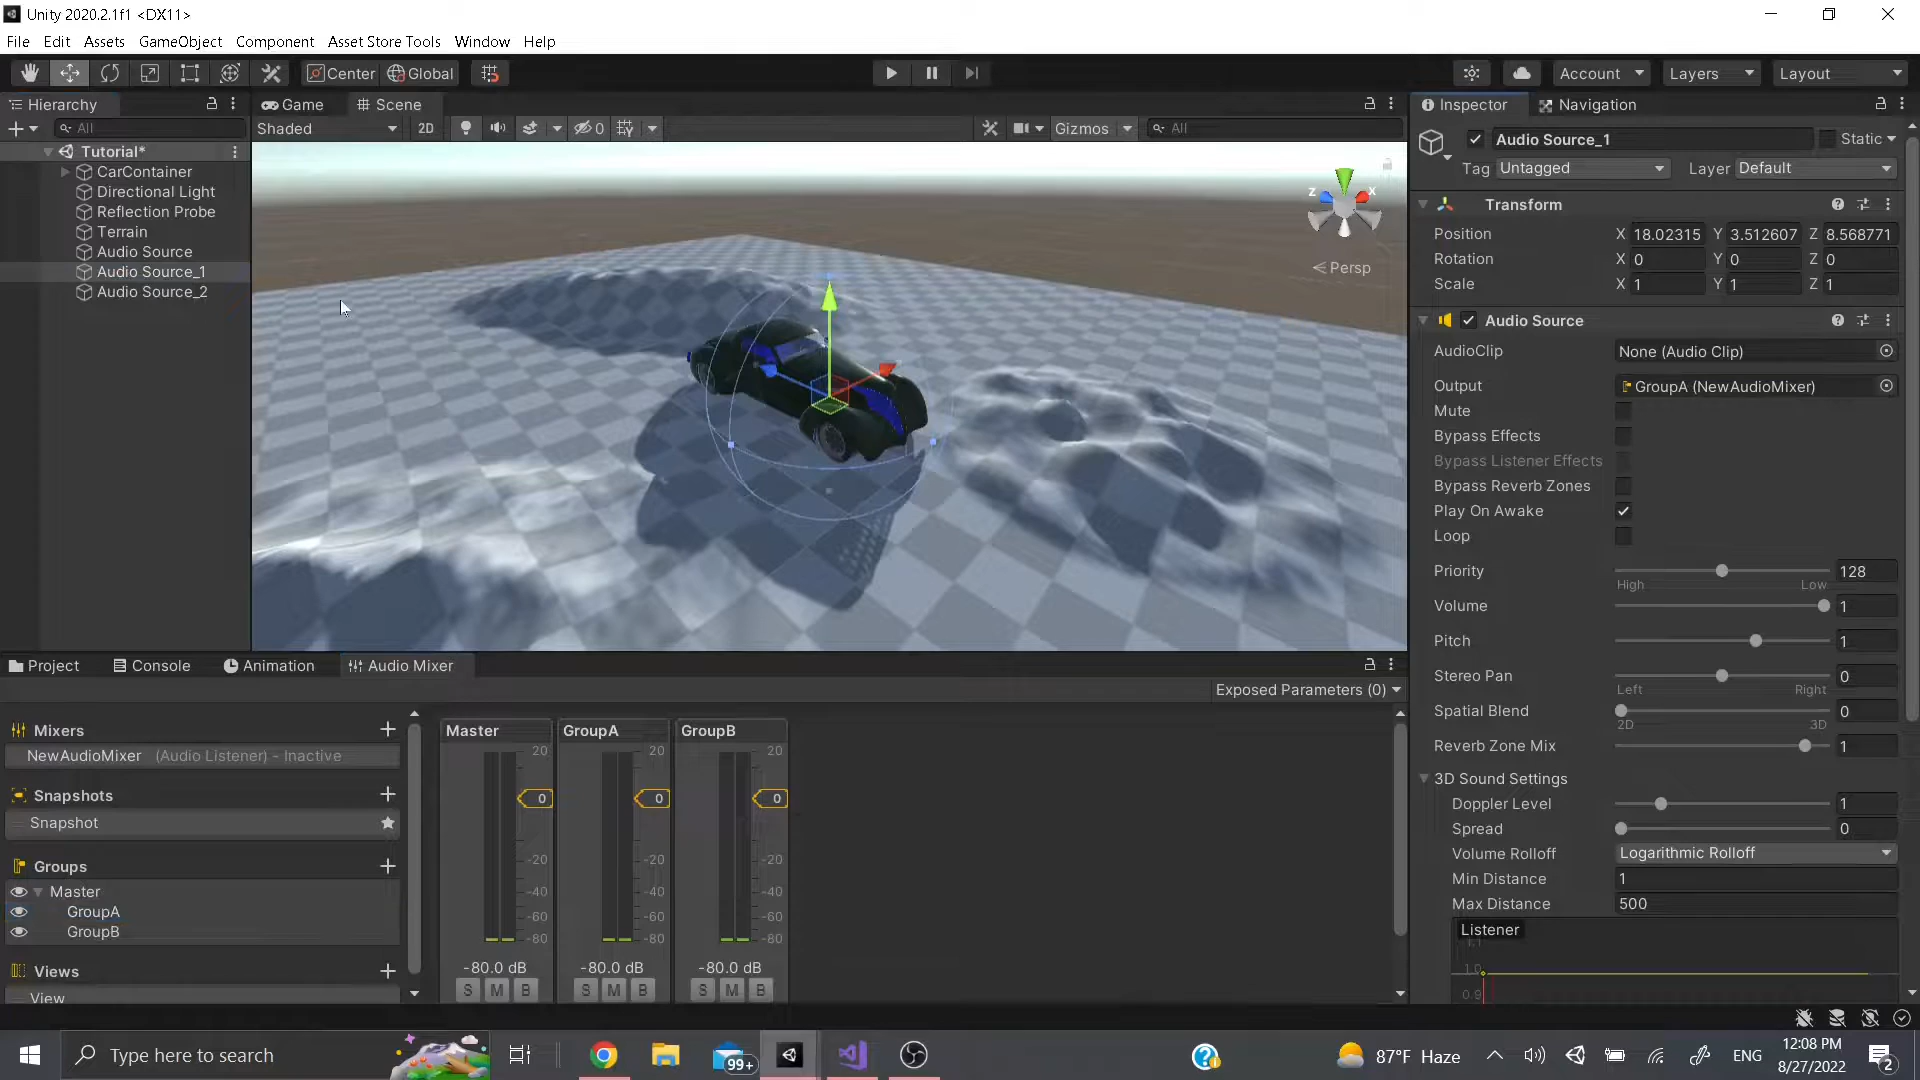 Unity 2020.2.1f1 <DX11>
File Edit Assets GameObject Component Asset Store Tools Window Help
Center Global Account Layers Layout
Hierarchy
All
Tutorial*
CarContainer
Directional Light
Reflection Probe
Terrain
Audio Source
Audio Source_1
Audio Source_2
Game Scene
Shaded 2D 0 Gizmos All
z x
< Persp
Inspector Navigation
Audio Source_1 Static
Tag Untagged Layer Default
Transform
Position X 18.02315 Y 3.512607 Z 8.568771
Rotation X 0 Y 0 Z 0
Scale X 1 Y 1 Z 1
Audio Source
AudioClip None (Audio Clip)
Output GroupA (NewAudioMixer)
Mute
Bypass Effects
Bypass Listener Effects
Bypass Reverb Zones
Play On Awake
Loop
Priority 128
High Low
Volume 1
Pitch 1
Stereo Pan 0
Left Right
Spatial Blend 0
2D 3D
Reverb Zone Mix 1
3D Sound Settings
Doppler Level 1
Spread 0
Volume Rolloff Logarithmic Rolloff
Min Distance 1
Max Distance 500
Listener
1.1
1.0
0.9
Project Console Animation Audio Mixer
Exposed Parameters (0)
Mixers
NewAudioMixer (Audio Listener) - Inactive
Snapshots
Snapshot
Groups
Master
GroupA
GroupB
Views
View
Master GroupA GroupB
20 20 20
0 0 0
-20 -20 -20
-40 -40 -40
-60 -60 -60
-80 -80 -80
-80.0 dB -80.0 dB -80.0 dB
S M B S M B S M B
Type here to search 99+ 87°F Haze ENG 12:08 PM
8/27/2022 2